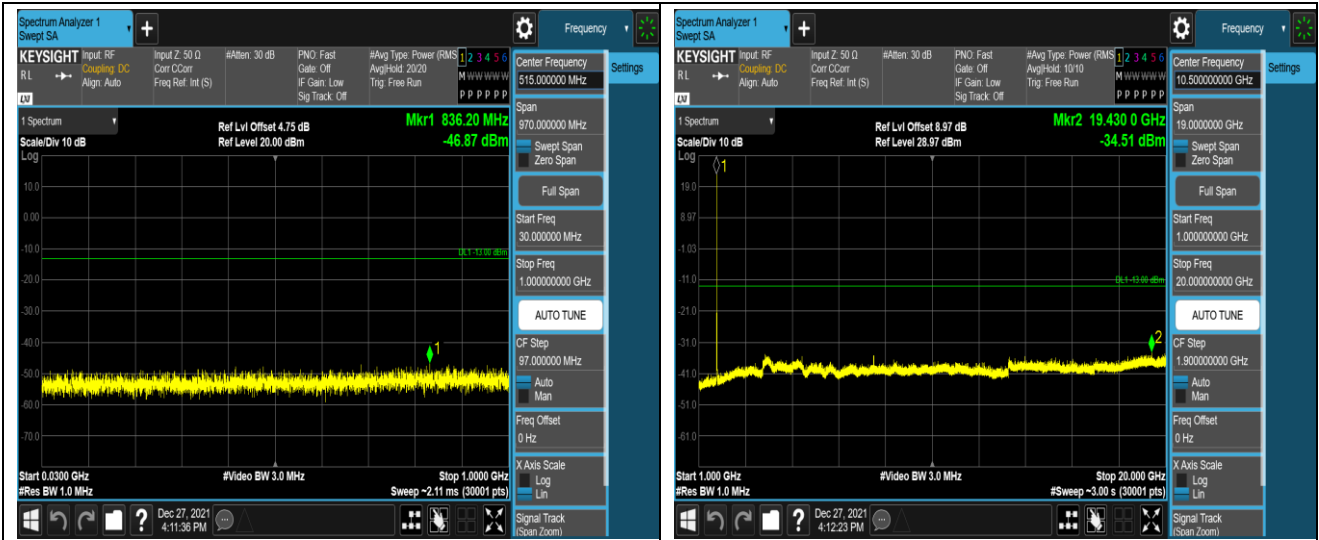 Spectrum Analyzer 1
Swept SA
Frequency
KEYSIGHT Input: RF Input Z: 50 Ω #Atten: 30 dB PNO: Fast #Avg Type: Power (RMS 1 2 3 4 5 6
RL Coupling: DC Corr CCorr Gate: Off Avg|Hold: 20/20 M W W W W W
Align: Auto Freq Ref: Int (S) IF Gain: Low Trig: Free Run
Sig Track: Off P P P P P P
LXI
1 Spectrum Ref Lvl Offset 4.75 dB Mkr1 836.20 MHz
Scale/Div 10 dB Ref Level 20.00 dBm -46.87 dBm
Log
10.0
0.00
-10.0
DL1 -13.00 dBm
-20.0
-30.0
-40.0
1
-50.0
-60.0
-70.0
Start 0.0300 GHz #Video BW 3.0 MHz Stop 1.0000 GHz
#Res BW 1.0 MHz Sweep ~2.11 ms (30001 pts)
Dec 27, 2021
4:11:36 PM
Center Frequency
515.000000 MHz
Settings
Span
970.000000 MHz
Swept Span
Zero Span
Full Span
Start Freq
30.000000 MHz
Stop Freq
1.000000000 GHz
AUTO TUNE
CF Step
97.000000 MHz
Auto
Man
Freq Offset
0 Hz
X Axis Scale
Log
Lin
Signal Track
(Span Zoom)
Spectrum Analyzer 1
Swept SA
Frequency
KEYSIGHT Input: RF Input Z: 50 Ω #Atten: 30 dB PNO: Fast #Avg Type: Power (RMS 1 2 3 4 5 6
RL Coupling: DC Corr CCorr Gate: Off Avg|Hold: 10/10 M W W W W W
Align: Auto Freq Ref: Int (S) IF Gain: Low Trig: Free Run
Sig Track: Off P P P P P P
LXI
1 Spectrum Ref Lvl Offset 8.97 dB Mkr2 19.430 0 GHz
Scale/Div 10 dB Ref Level 28.97 dBm -34.51 dBm
Log
1
19.0
8.97
-1.03
-11.0
DL1 -13.00 dBm
-21.0
-31.0
2
-41.0
-51.0
-61.0
Start 1.000 GHz #Video BW 3.0 MHz Stop 20.000 GHz
#Res BW 1.0 MHz #Sweep ~3.00 s (30001 pts)
Dec 27, 2021
4:12:23 PM
Center Frequency
10.500000000 GHz
Settings
Span
19.0000000 GHz
Swept Span
Zero Span
Full Span
Start Freq
1.000000000 GHz
Stop Freq
20.000000000 GHz
AUTO TUNE
CF Step
1.900000000 GHz
Auto
Man
Freq Offset
0 Hz
X Axis Scale
Log
Lin
Signal Track
(Span Zoom)